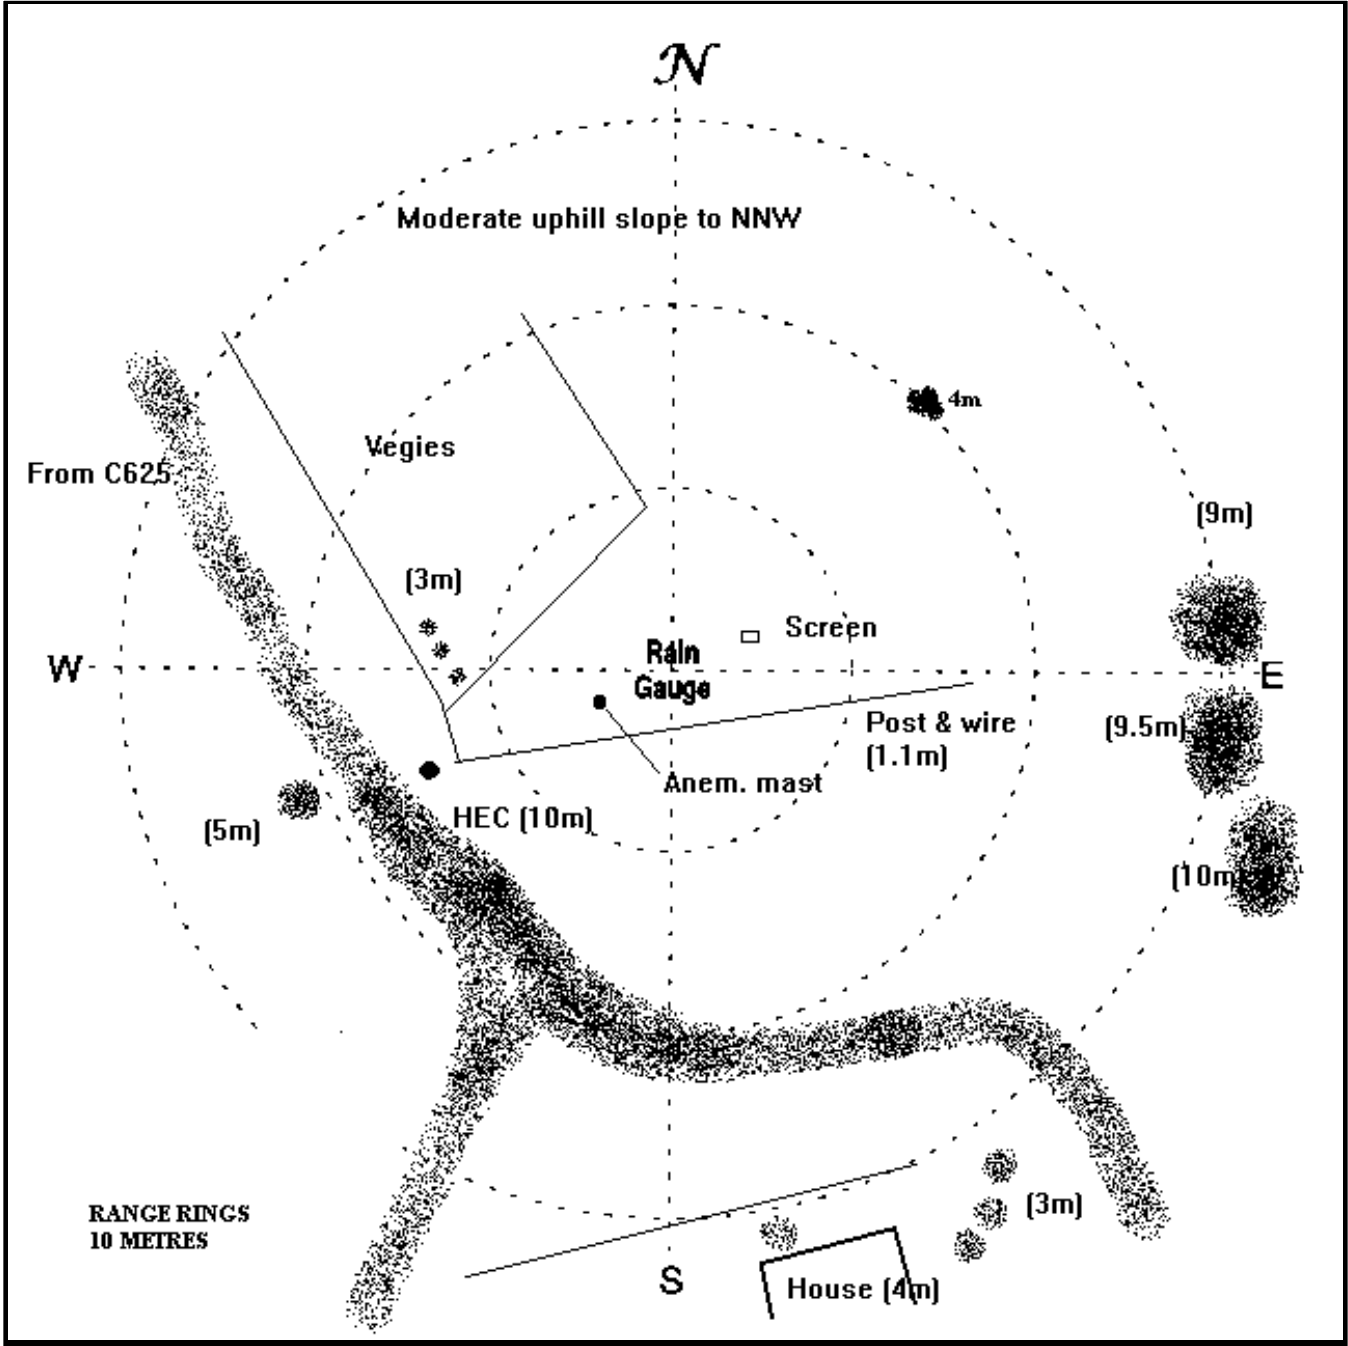 N
Moderate uphill slope to NNW
4m
Vegies
From C625
(9m)
(3m)
Screen
Rain
Gauge
W
E
Post & wire
(1.1m)
(9.5m)
Anem. mast
HEC (10m)
(5m)
(10m)
(3m)
RANGE RINGS
10 METRES
S
House (4m)